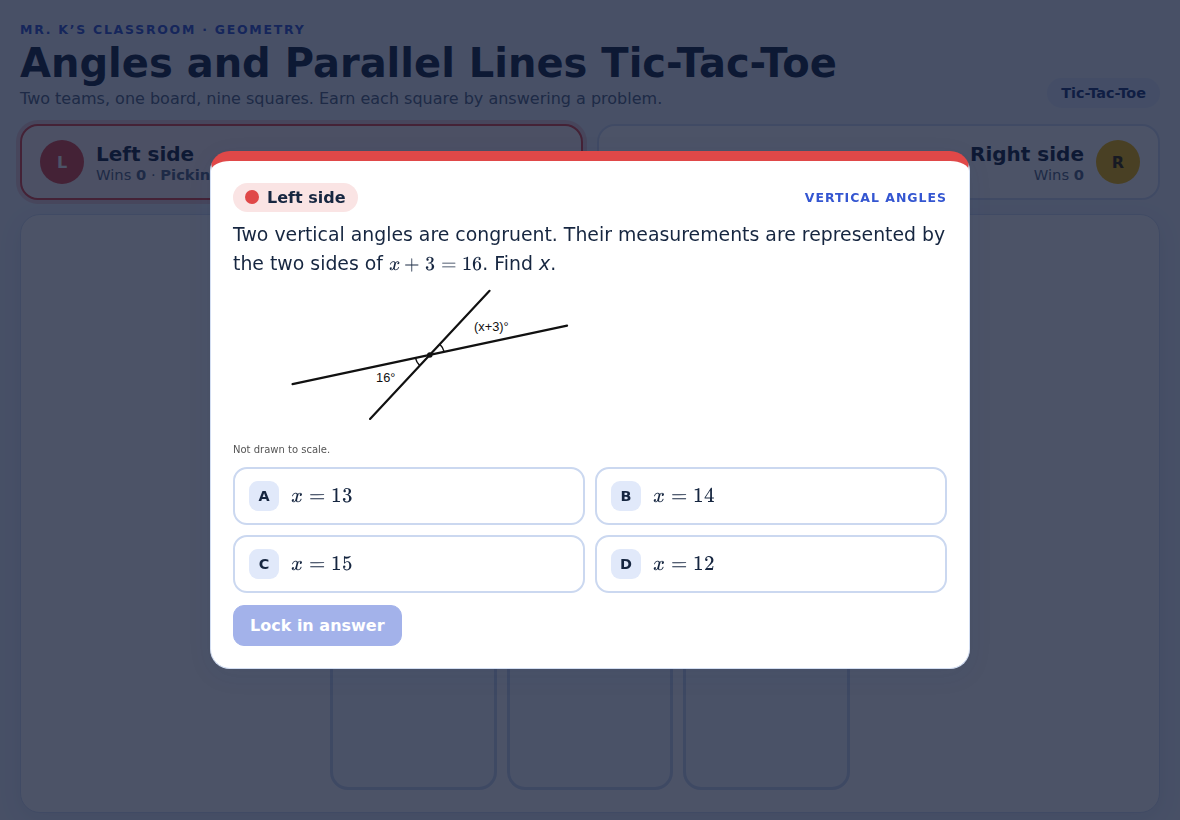 MR. K’S CLASSROOM · GEOMETRY
Angles and Parallel Lines Tic-Tac-Toe
Two teams, one board, nine squares. Earn each square by answering a problem.
Tic-Tac-Toe
L
Left side
Wins 0 · Pickin
Right side
Wins 0
R
Left side
VERTICAL ANGLES
Two vertical angles are congruent. Their measurements are represented by
the two sides of x + 3 = 16. Find x.
(x+3)°
16°
Not drawn to scale.
A x = 13
B x = 14
C x = 15
D x = 12
Lock in answer